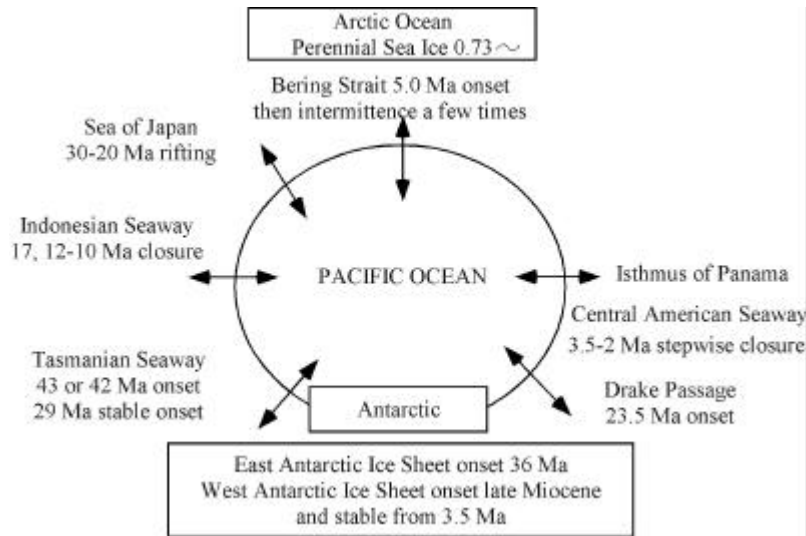 Arctic Ocean
Perennial Sea Ice 0.73～
Bering Strait 5.0 Ma onset
then intermittence a few times
Sea of Japan
30-20 Ma rifting
Indonesian Seaway
17, 12-10 Ma closure
PACIFIC OCEAN
Isthmus of Panama
Central American Seaway
3.5-2 Ma stepwise closure
Tasmanian Seaway
43 or 42 Ma onset
29 Ma stable onset
Antarctic
Drake Passage
23.5 Ma onset
East Antarctic Ice Sheet onset 36 Ma
West Antarctic Ice Sheet onset late Miocene
and stable from 3.5 Ma